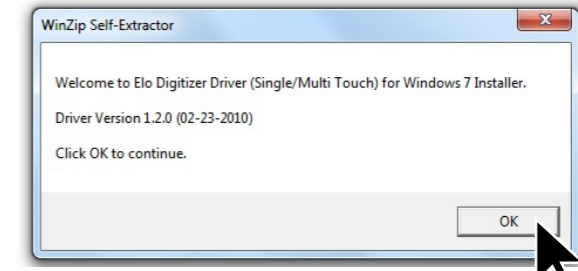 WinZip Self-Extractor
Welcome to Elo Digitizer Driver (Single/Multi Touch) for Windows 7 Installer.
Driver Version 1.2.0 (02-23-2010)
Click OK to continue.
OK